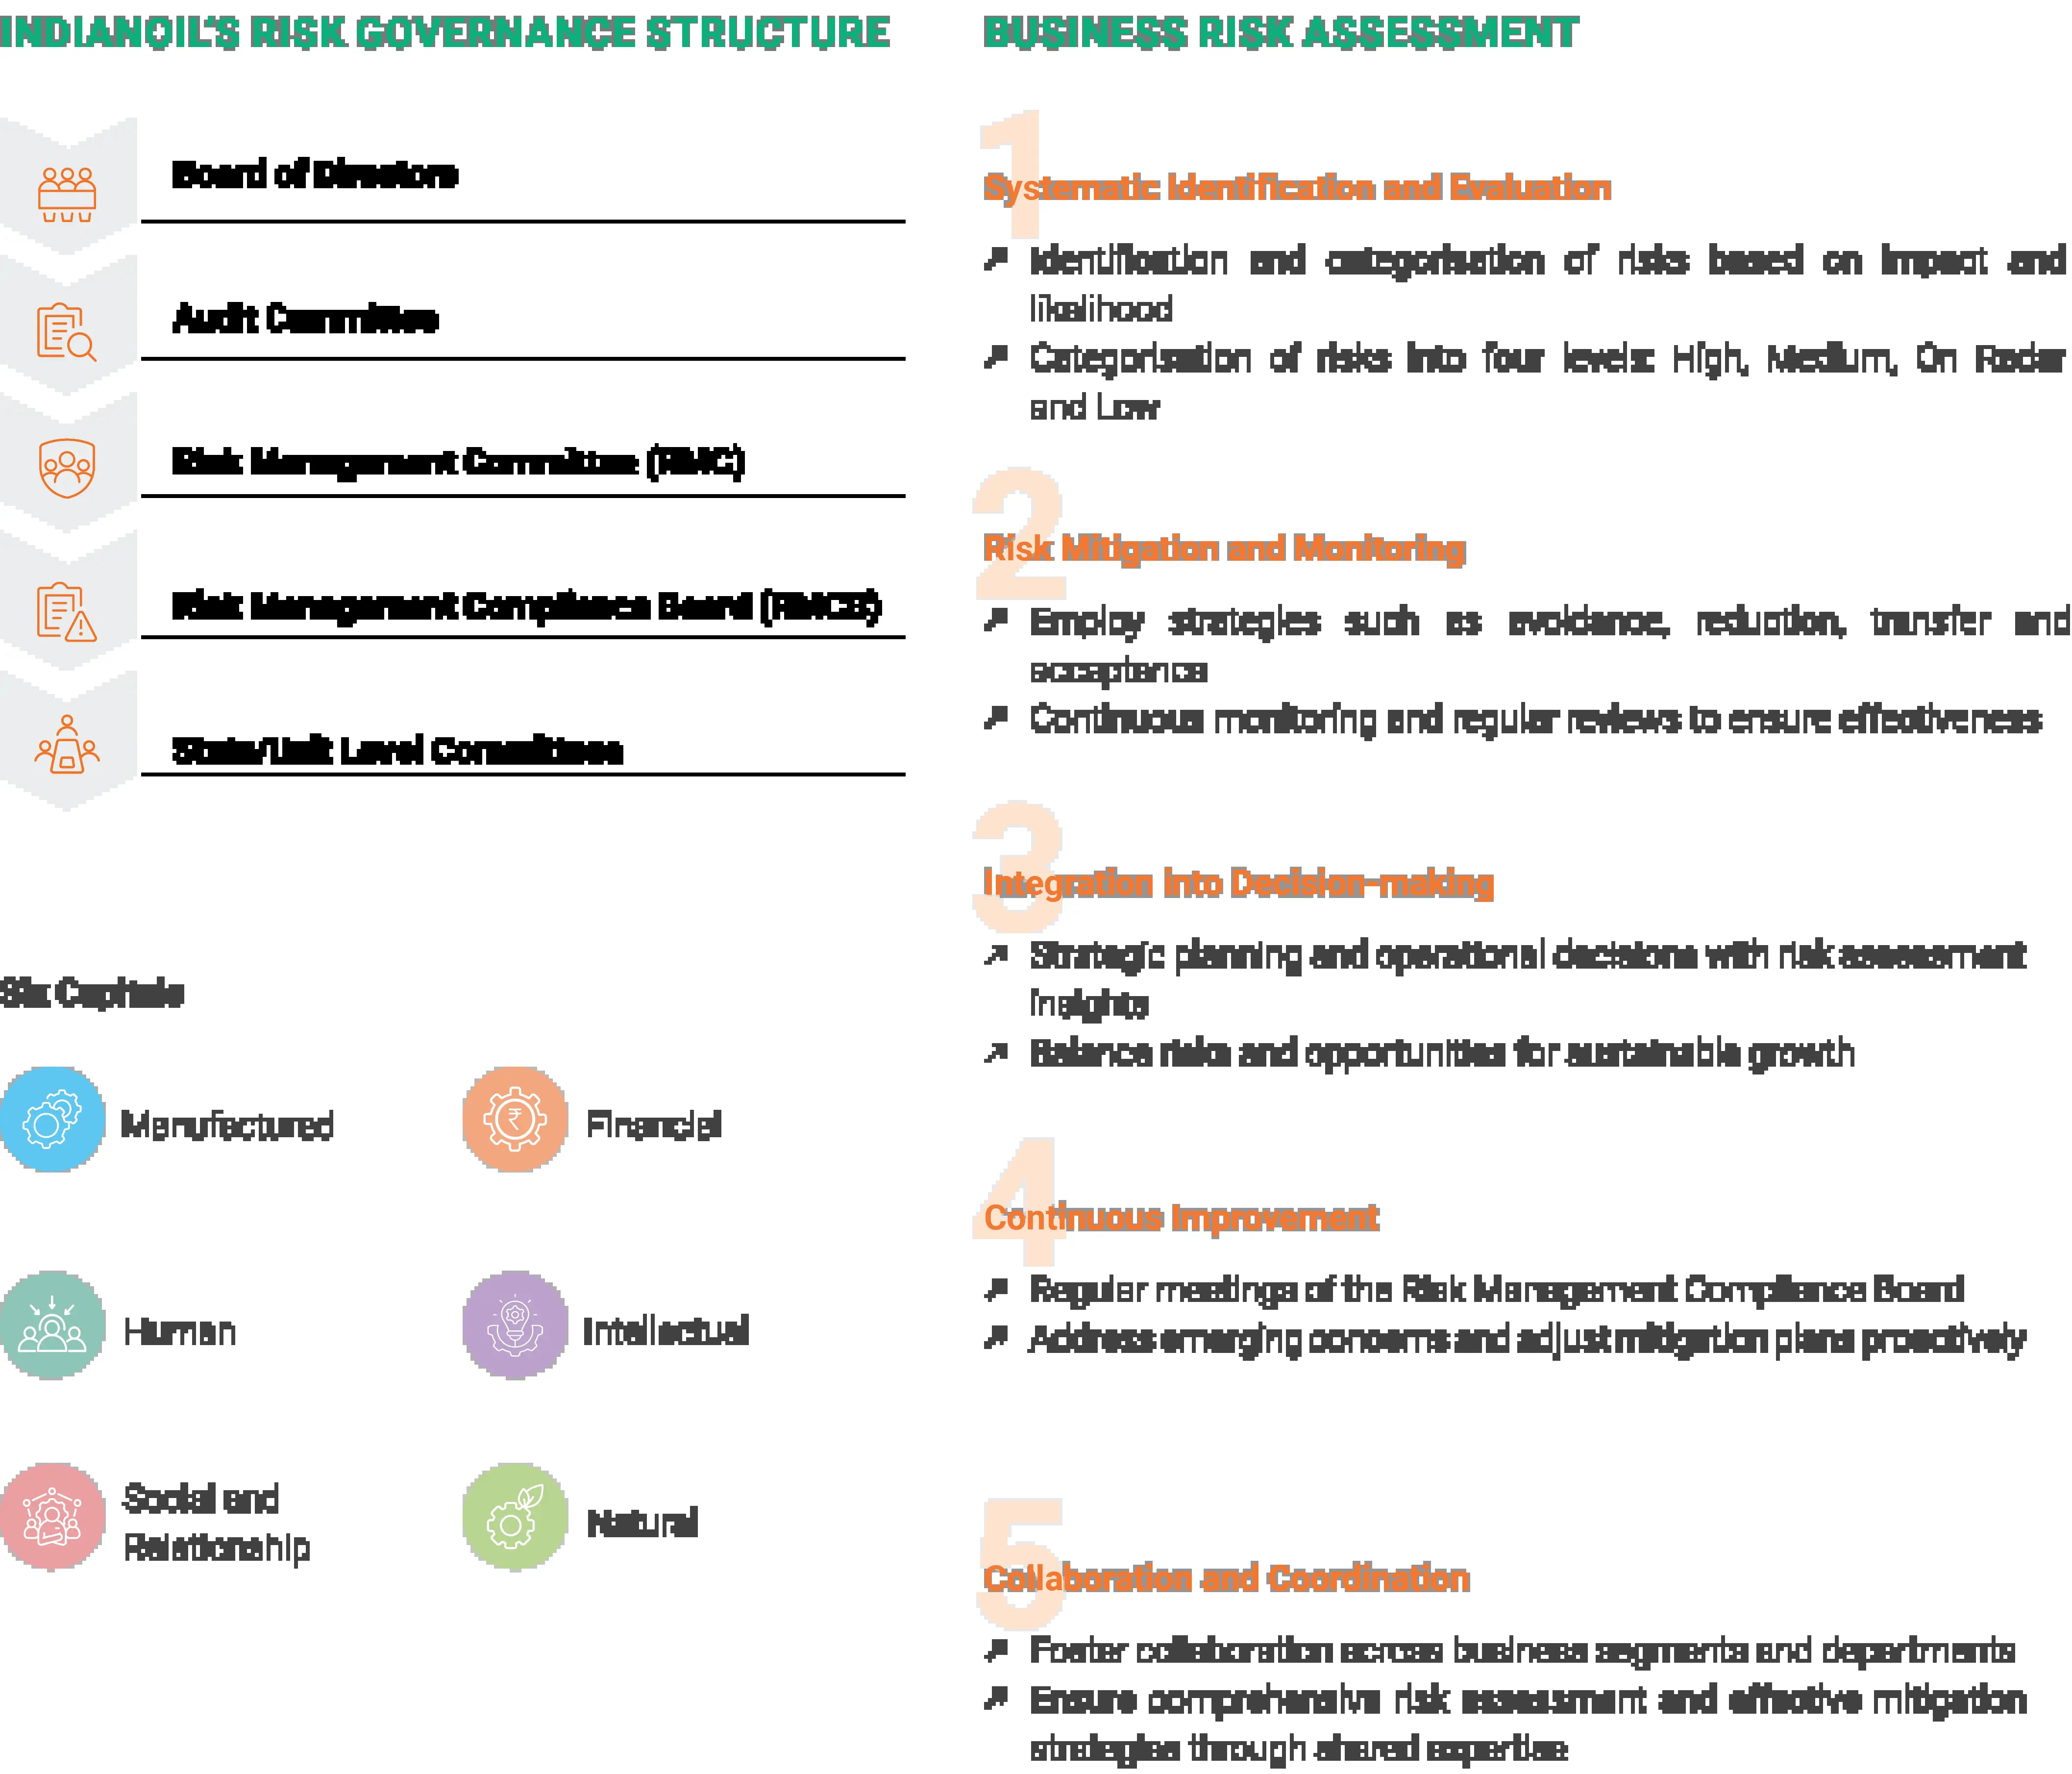 INDIANOIL'S RISK GOVERNANCE STRUCTURE
Board of Directors
Audit Committee
Risk Management Committee (RMC)
Risk Management Compliance Board (RMCB)
State/Unit Level Committees
Six Capitals
Manufactured
Financial
Human
Intellectual
Social and
Relationship
Natural
BUSINESS RISK ASSESSMENT
1
Systematic Identification and Evaluation
Identification and categorisation of risks based on impact and
likelihood
Categorisation of risks into four levels: High, Medium, On Radar
and Low
2
Risk Mitigation and Monitoring
Employ strategies such as avoidance, reduction, transfer and
acceptance
Continuous monitoring and regular reviews to ensure effectiveness
3
Integration into Decision-making
Strategic planning and operational decisions with risk assessment
insights
Balance risks and opportunities for sustainable growth
4
Continuous Improvement
Regular meetings of the Risk Management Compliance Board
Address emerging concerns and adjust mitigation plans proactively
5
Collaboration and Coordination
Foster collaboration across business segments and departments
Ensure comprehensive risk assessment and effective mitigation
strategies through shared expertise